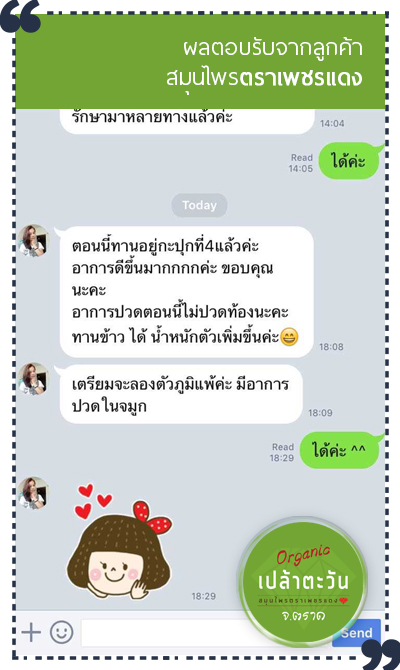 ผลตอบรับจากลูกค้า
สมุนไพรตราเพชรแดง
รักษามาหลายทางแล้วค่ะ
14:04
Read
14:05
ได้ค่ะ
Today
ตอนนี้ทานอยู่กะปุกที่4แล้วค่ะ
อาการดีขึ้นมากกกกค่ะ ขอบคุณ
นะคะ
อาการปวดตอนนี้ไม่ปวดท้องนะคะ
ทานข้าว ได้ น้ำหนักตัวเพิ่มขึ้นค่ะ😄
18:08
เตรียมจะลองตัวภูมิแพ้ค่ะ มีอาการ
ปวดในจมูก
18:09
Read
18:29
ได้ค่ะ ^^
18:29
Organic
เปล้าตะวัน
สมุนไพรตราเพชรแดง
จ.ตราด
Send